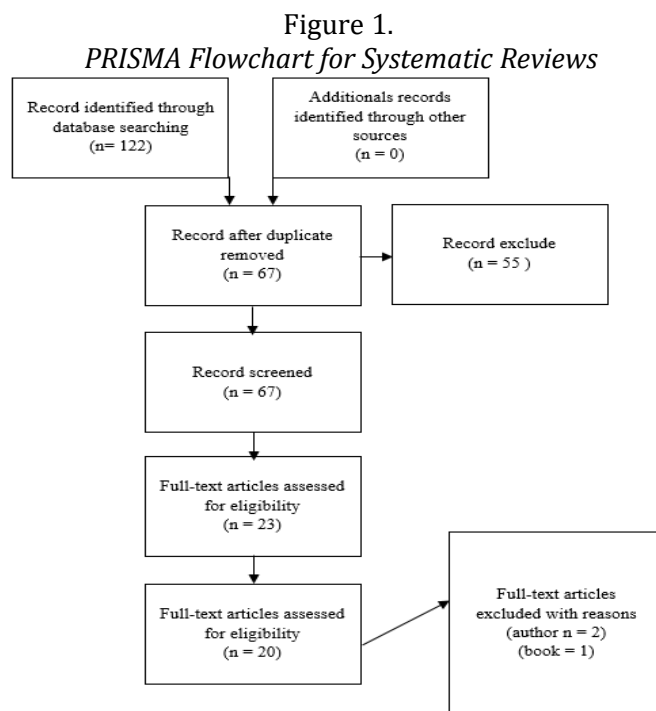 Figure 1.
PRISMA Flowchart for Systematic Reviews
Record identified through
database searching
(n= 122)
Additionals records
identified through other
sources
(n = 0)
Record after duplicate
removed
(n = 67)
Record exclude
(n = 55 )
Record screened
(n = 67)
Full-text articles assessed
for eligibility
(n = 23)
Full-text articles assessed
for eligibility
(n = 20)
Full-text articles
excluded with reasons
(author n = 2)
(book = 1)